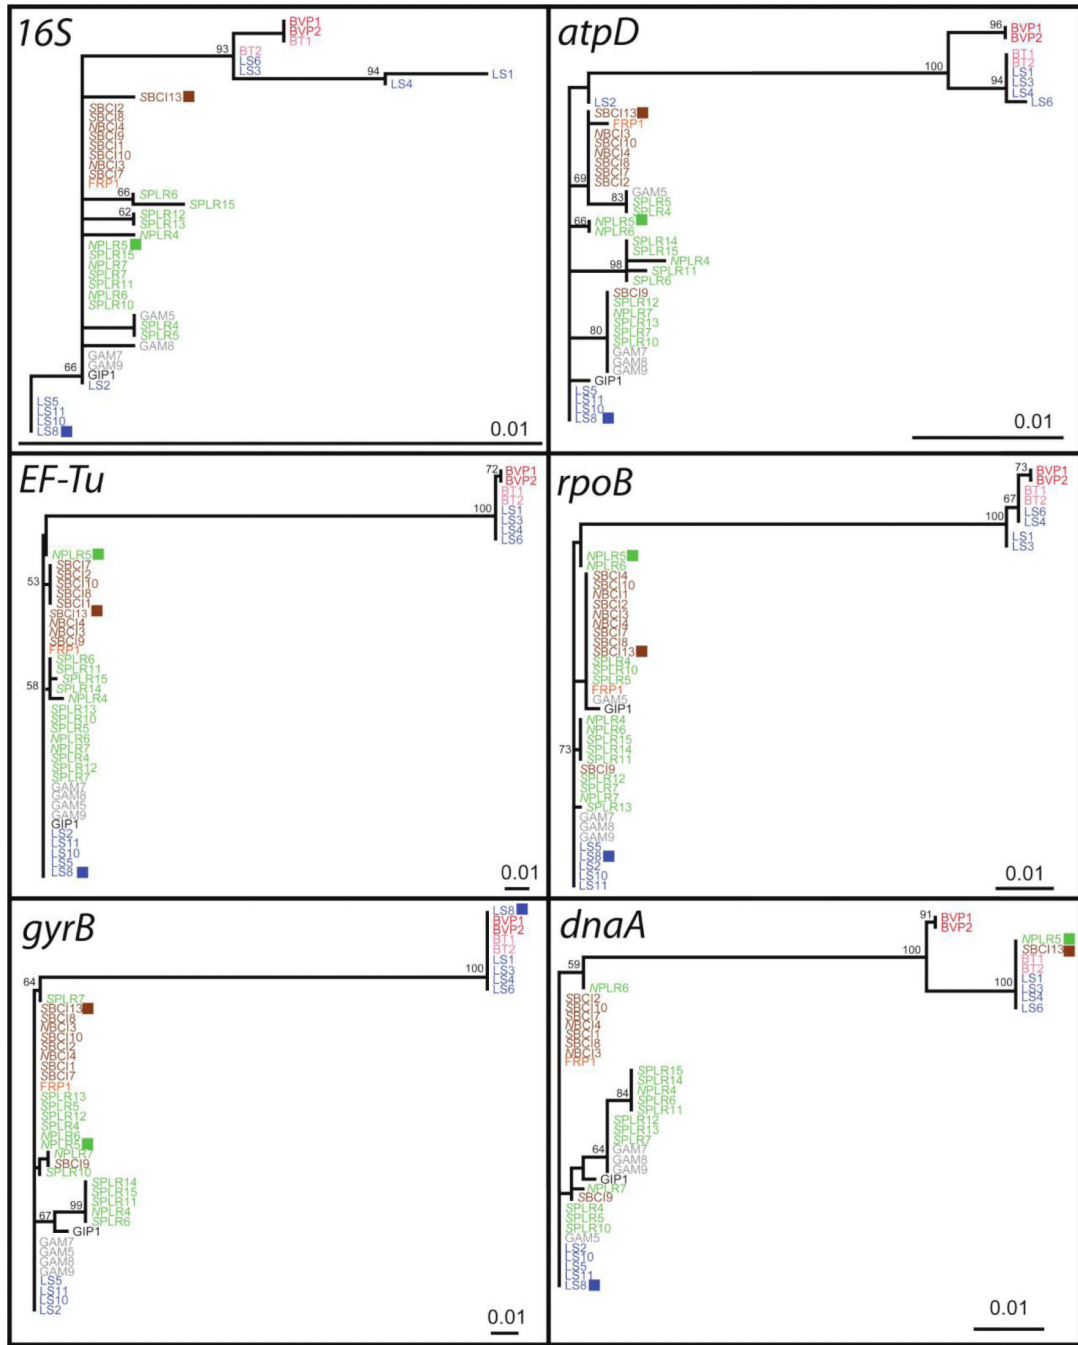 16S
BVP1
BVP2
BT1
93
BT2
LS6
LS3
94
LS1
LS4
SBCI13
SBCI2
SBCI8
NBCI4
SBCI9
SBCI1
SBCI10
NBCI3
SBCI7
FRP1
66
SPLR6
SPLR15
62
SPLR12
SPLR13
NPLR4
NPLR5
SPLR15
NPLR7
SPLR7
SPLR11
NPLR6
SPLR10
GAM5
SPLR4
SPLR5
GAM8
GAM7
GAM9
66
GIP1
LS2
LS5
LS11
LS10
LS8
0.01
atpD
96
BVP1
BVP2
100
BT1
BT2
LS1
94
LS3
LS4
LS6
LS2
SBCI13
FRP1
NBCI3
SBCI10
NBCI4
SBCI8
SBCI7
SBCI2
69
83
GAM5
SPLR5
SPLR4
66
NPLR5
NPLR6
SPLR14
SPLR15
98
NPLR4
SPLR11
SPLR6
SBCI9
SPLR12
NPLR7
SPLR13
80
SPLR7
SPLR10
GAM7
GAM8
GAM9
GIP1
LS5
LS11
LS10
LS8
0.01
EF-Tu
72
BVP1
BVP2
BT1
BT2
100
LS1
LS3
LS4
LS6
NPLR5
SBCI7
SBCI2
53
SBCI10
SBCI8
SBCI1
SBCI13
NBCI4
NBCI3
SBCI9
FRP1
SPLR6
SPLR11
SPLR15
58
SPLR14
NPLR4
SPLR13
SPLR10
SPLR5
NPLR6
NPLR7
SPLR4
SPLR12
SPLR7
GAM7
GAM8
GAM5
GAM9
GIP1
LS2
LS11
LS10
LS5
LS8
0.01
rpoB
73
BVP1
BVP2
67
BT1
BT2
LS6
LS4
100
LS1
LS3
NPLR5
NPLR6
SBCI4
SBCI10
NBCI1
SBCI2
NBCI3
NBCI4
SBCI7
SBCI8
SBCI13
SPLR4
SPLR10
SPLR5
FRP1
GAM5
GIP1
NPLR4
NPLR6
SPLR15
73
SPLR14
SPLR11
SBCI9
SPLR12
SPLR7
NPLR7
SPLR13
GAM7
GAM8
GAM9
LS5
LS8
LS2
LS10
LS11
0.01
gyrB
LS8
BVP1
BVP2
BT1
BT2
LS1
100
LS3
LS4
LS6
64
SPLR7
SBCI13
SBCI8
NBCI3
SBCI10
SBCI2
NBCI4
SBCI1
SBCI7
FRP1
SPLR13
SPLR5
SPLR12
SPLR4
NPLR6
NPLR5
NPLR7
SBCI9
SPLR10
SPLR14
SPLR15
99
SPLR11
NPLR4
SPLR6
67
GIP1
GAM7
GAM5
GAM8
GAM9
LS5
LS11
LS10
LS2
0.01
dnaA
91
BVP1
BVP2
100
NPLR5
SBCI13
BT1
BT2
100
LS1
LS3
LS4
LS6
59
NPLR6
SBCI2
SBCI10
SBCI7
NBCI4
SBCI1
SBCI8
NBCI3
FRP1
SPLR15
SPLR14
84
NPLR4
SPLR6
SPLR11
SPLR12
SPLR13
SPLR7
64
GAM7
GAM8
GAM9
GIP1
NPLR7
SBCI9
SPLR4
SPLR5
SPLR10
GAM5
LS2
LS10
LS5
LS11
LS8
0.01